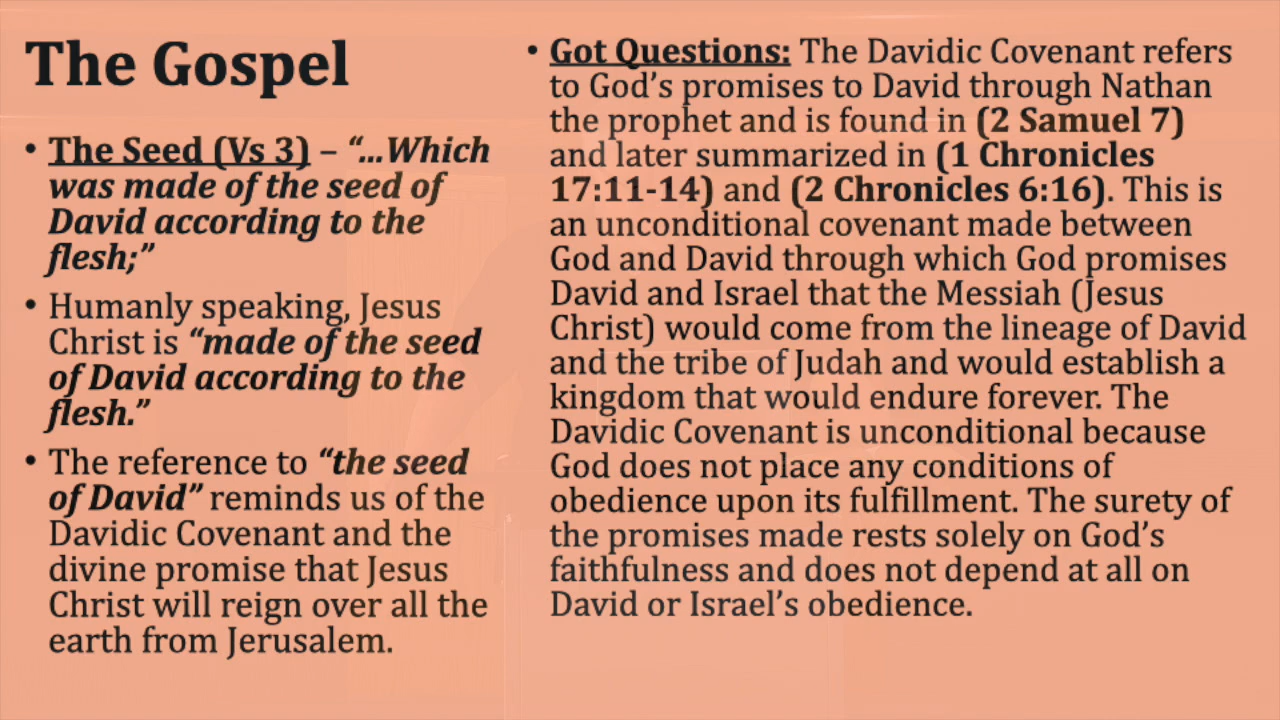 The Gospel
• The Seed (Vs 3) – “…Which
was made of the seed of
David according to the
flesh;”
• Humanly speaking, Jesus
Christ is “made of the seed
of David according to the
flesh.”
• The reference to “the seed
of David” reminds us of the
Davidic Covenant and the
divine promise that Jesus
Christ will reign over all the
earth from Jerusalem.
• Got Questions: The Davidic Covenant refers
to God’s promises to David through Nathan
the prophet and is found in (2 Samuel 7)
and later summarized in (1 Chronicles
17:11-14) and (2 Chronicles 6:16). This is
an unconditional covenant made between
God and David through which God promises
David and Israel that the Messiah (Jesus
Christ) would come from the lineage of David
and the tribe of Judah and would establish a
kingdom that would endure forever. The
Davidic Covenant is unconditional because
God does not place any conditions of
obedience upon its fulfillment. The surety of
the promises made rests solely on God’s
faithfulness and does not depend at all on
David or Israel’s obedience.